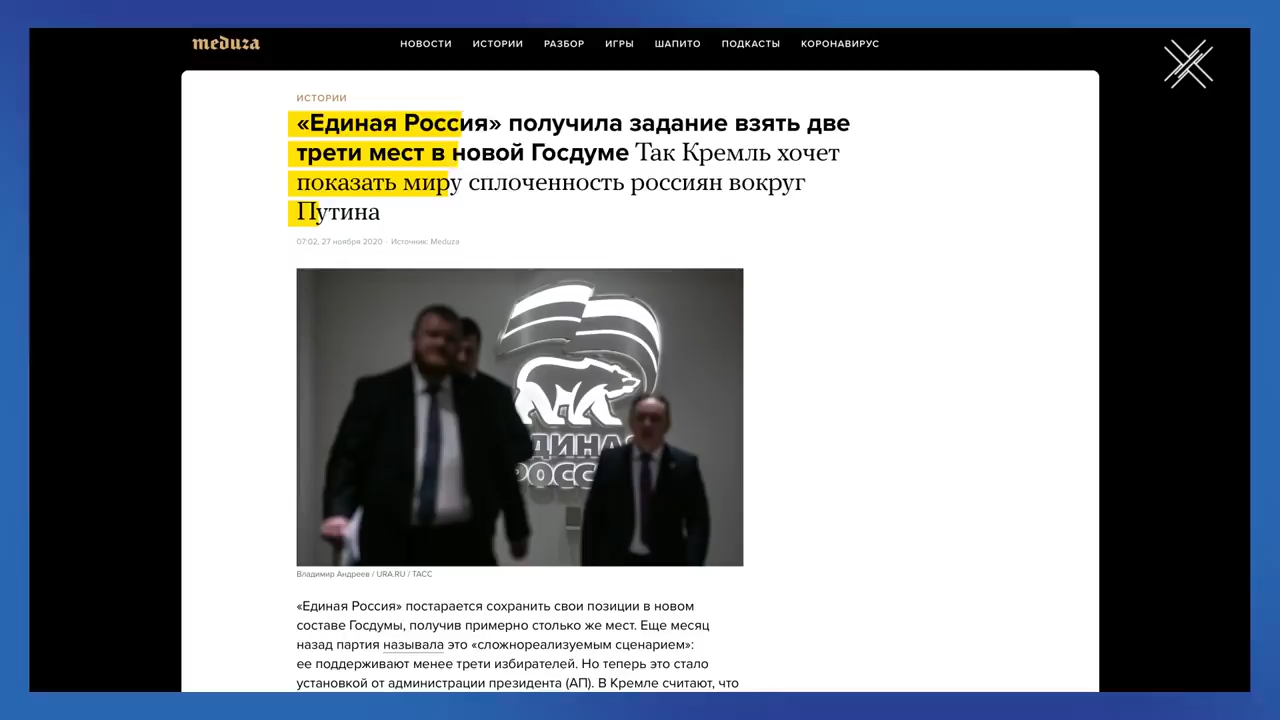 meduza
НОВОСТИ ИСТОРИИ РАЗБОР ИГРЫ ШАПИТО ПОДКАСТЫ КОРОНАВИРУС
ИСТОРИИ
«Единая Россия» получила задание взять две
трети мест в новой Госдуме Так Кремль хочет
показать миру сплоченность россиян вокруг
Путина
07:02, 27 ноября 2020 · Источник: Meduza
ЕДИНАЯ
РОССИЯ
Владимир Андреев / URA.RU / ТАСС
«Единая Россия» постарается сохранить свои позиции в новом
составе Госдумы, получив примерно столько же мест. Еще месяц
назад партия называла это «сложнореализуемым сценарием»:
ее поддерживают менее трети избирателей. Но теперь это стало
установкой от администрации президента (АП). В Кремле считают, что